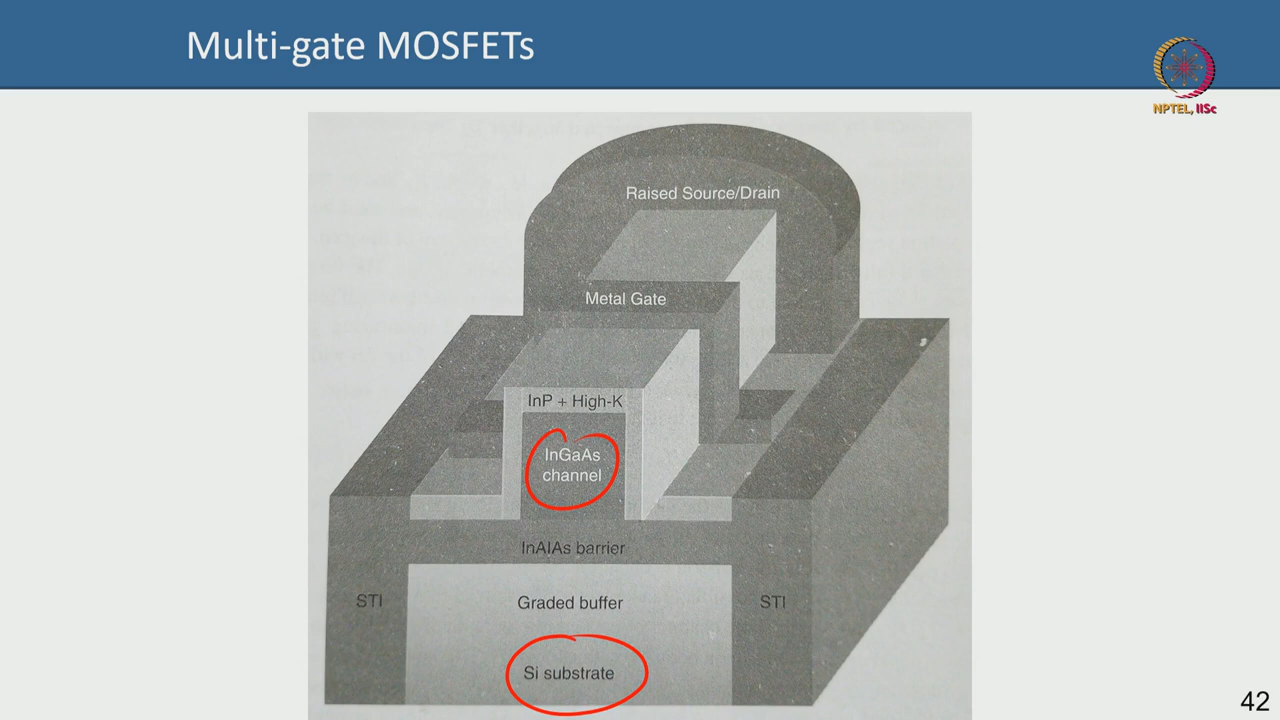 Multi-gate MOSFETs
NPTEL, IISc
Raised Source/Drain
Metal Gate
InP + High-K
InGaAs
channel
InAlAs barrier
STI
Graded buffer
STI
Si substrate
42